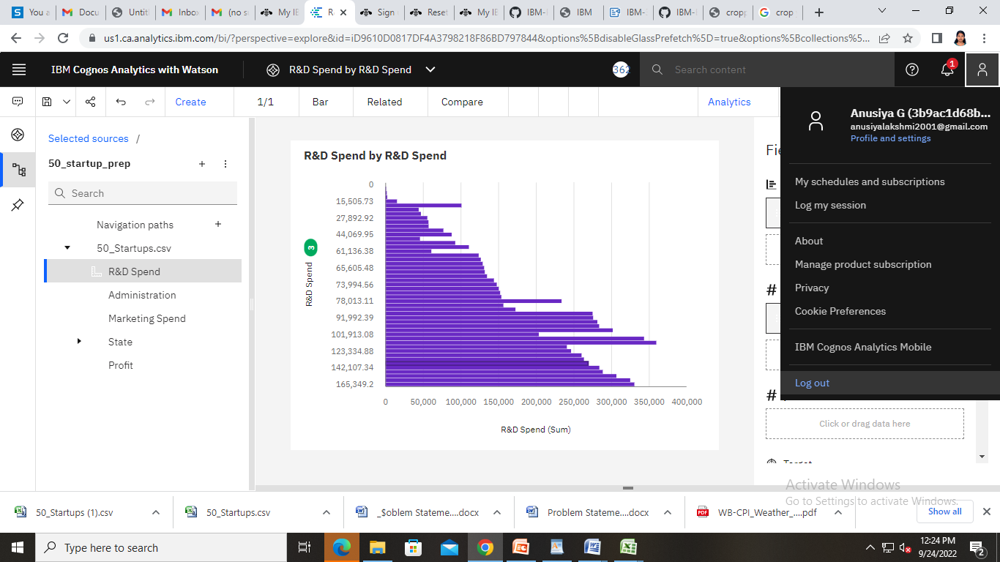 You a
Docu
Untitl
Inbox
(no s
My IE
R
Sign
Reset
My IE
IBM-
IBM
IBM-
IBM-
crop
crop
us1.ca.analytics.ibm.com/bi/?perspective=explore&id=iD9610D0817DF4A3798218F86BD797844&options%5BdisableGlassPrefetch%5D=true&options%5Bcollections%5...
IBM Cognos Analytics with Watson
R&D Spend by R&D Spend
362
Search content
1
Create
1/1
Bar
Related
Compare
Analytics
Anusiya G (3b9ac1d68b...
anusiyalakshmi2001@gmail.com
Profile and settings
My schedules and subscriptions
Log my session
About
Manage product subscription
Privacy
Cookie Preferences
IBM Cognos Analytics Mobile
Log out
Selected sources /
50_startup_prep
Search
Navigation paths
50_Startups.csv
R&D Spend
Administration
Marketing Spend
State
Profit
R&D Spend by R&D Spend
3
R&D Spend
0
15,505.73
27,892.92
44,069.95
61,136.38
65,605.48
73,994.56
78,013.11
91,992.39
101,913.08
123,334.88
142,107.34
165,349.2
0 50,000 100,000 150,000 200,000 250,000 300,000 350,000 400,000
R&D Spend (Sum)
Fie
#
#
Click or drag data here
Target
Activate Windows
Go to Settings to activate Windows.
50_Startups (1).csv
50_Startups.csv
_$oblem Stateme....docx
Problem Stateme....docx
WB-CPI_Weather_....pdf
Show all
Type here to search
12:24 PM
9/24/2022
2